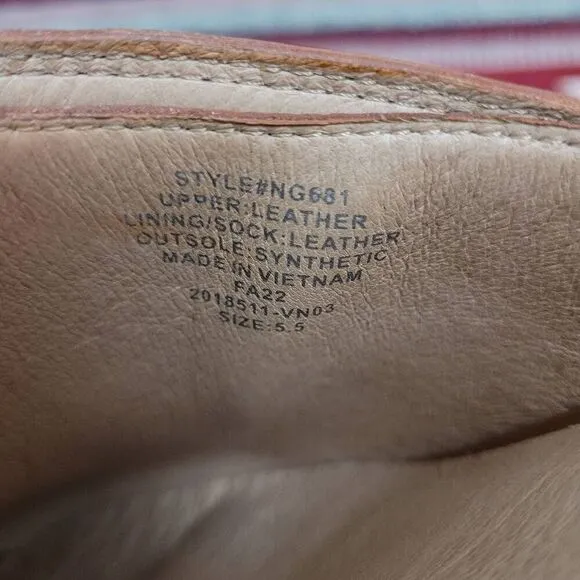 STYLE#NG681
UPPER:LEATHER
LINING/SOCK:LEATHER
OUTSOLE:SYNTHETIC
MADE IN VIETNAM
FA22
2018511-VN03
SIZE:5.5